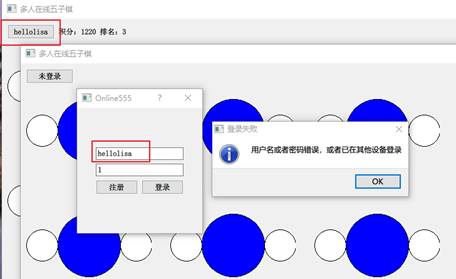 多人在线五子棋
hellolisa 积分：1220 排名：3
多人在线五子棋
未登录
Online555
hellolisa
1
注册 登录
登录失败
用户名或者密码错误，或者已在其他设备登录
OK